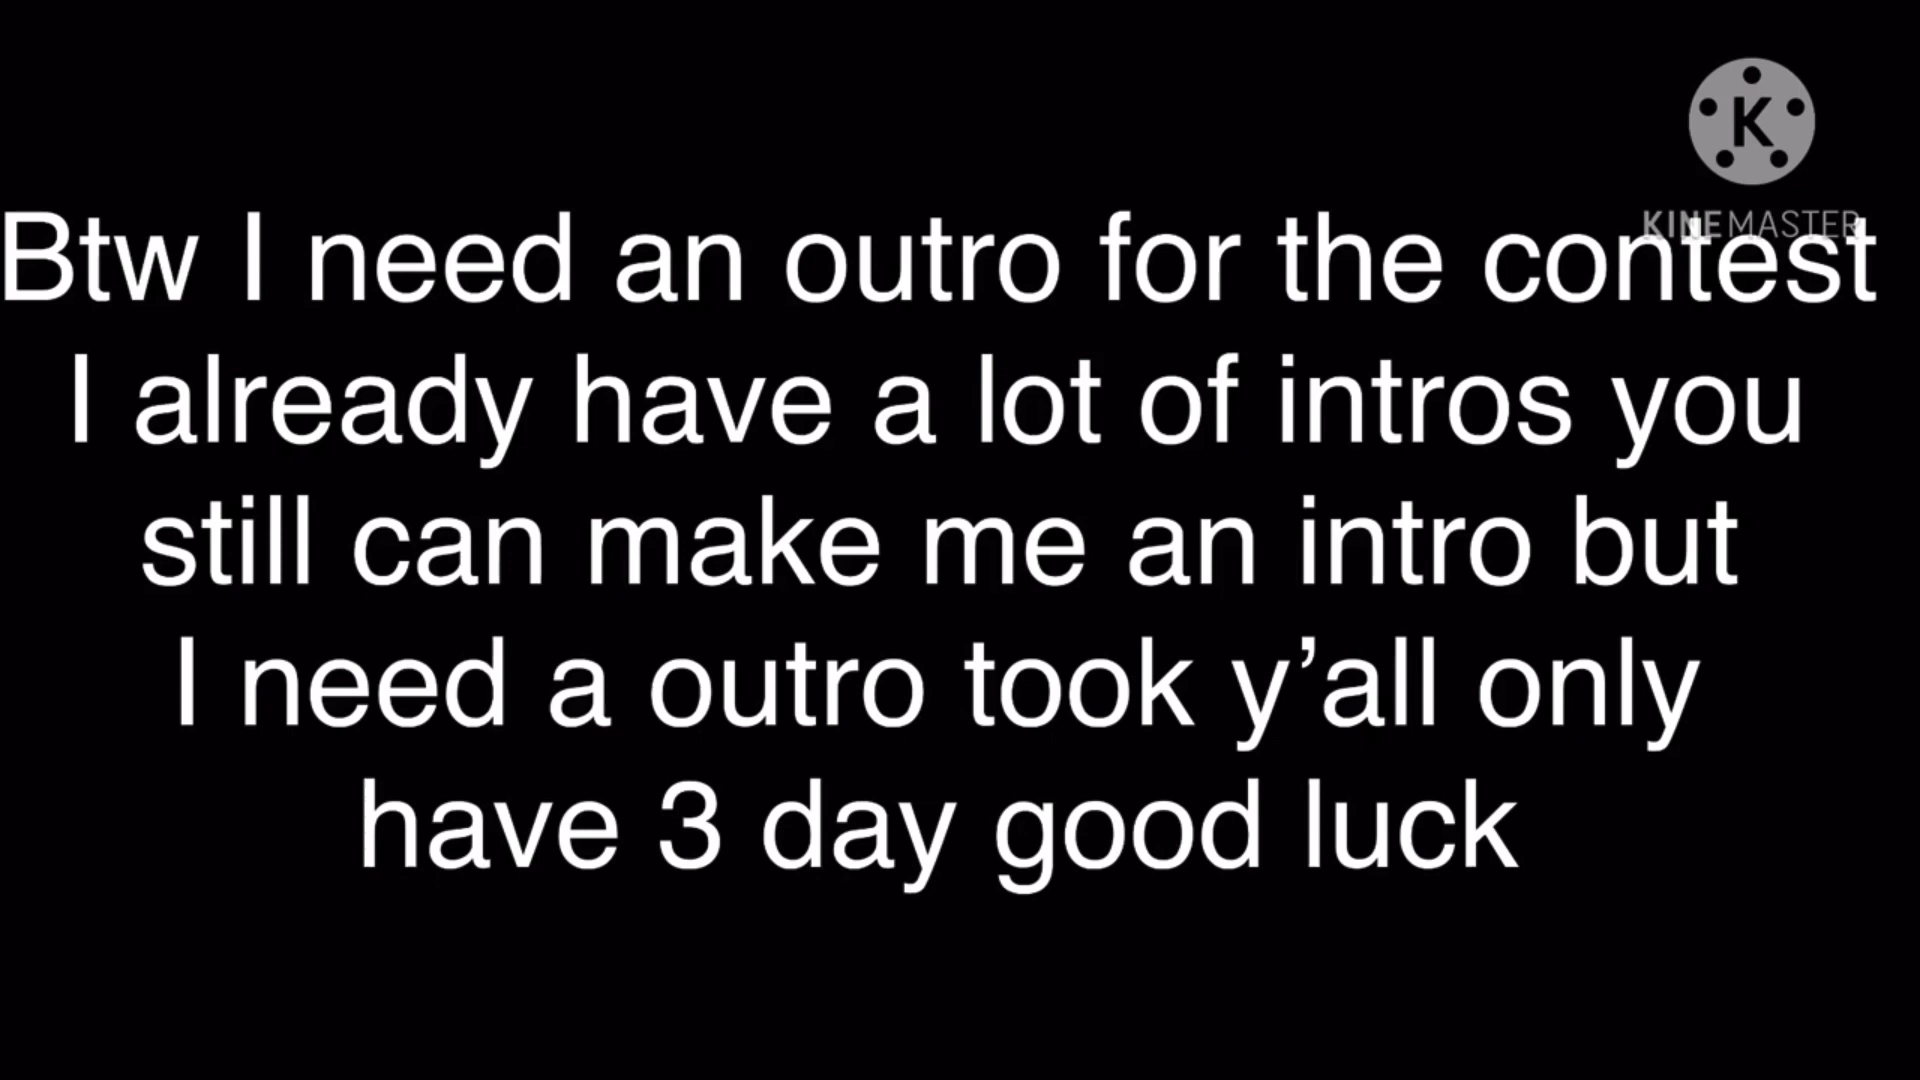 K
KINEMASTER
Btw I need an outro for the contest
I already have a lot of intros you
still can make me an intro but
I need a outro took y’all only
have 3 day good luck